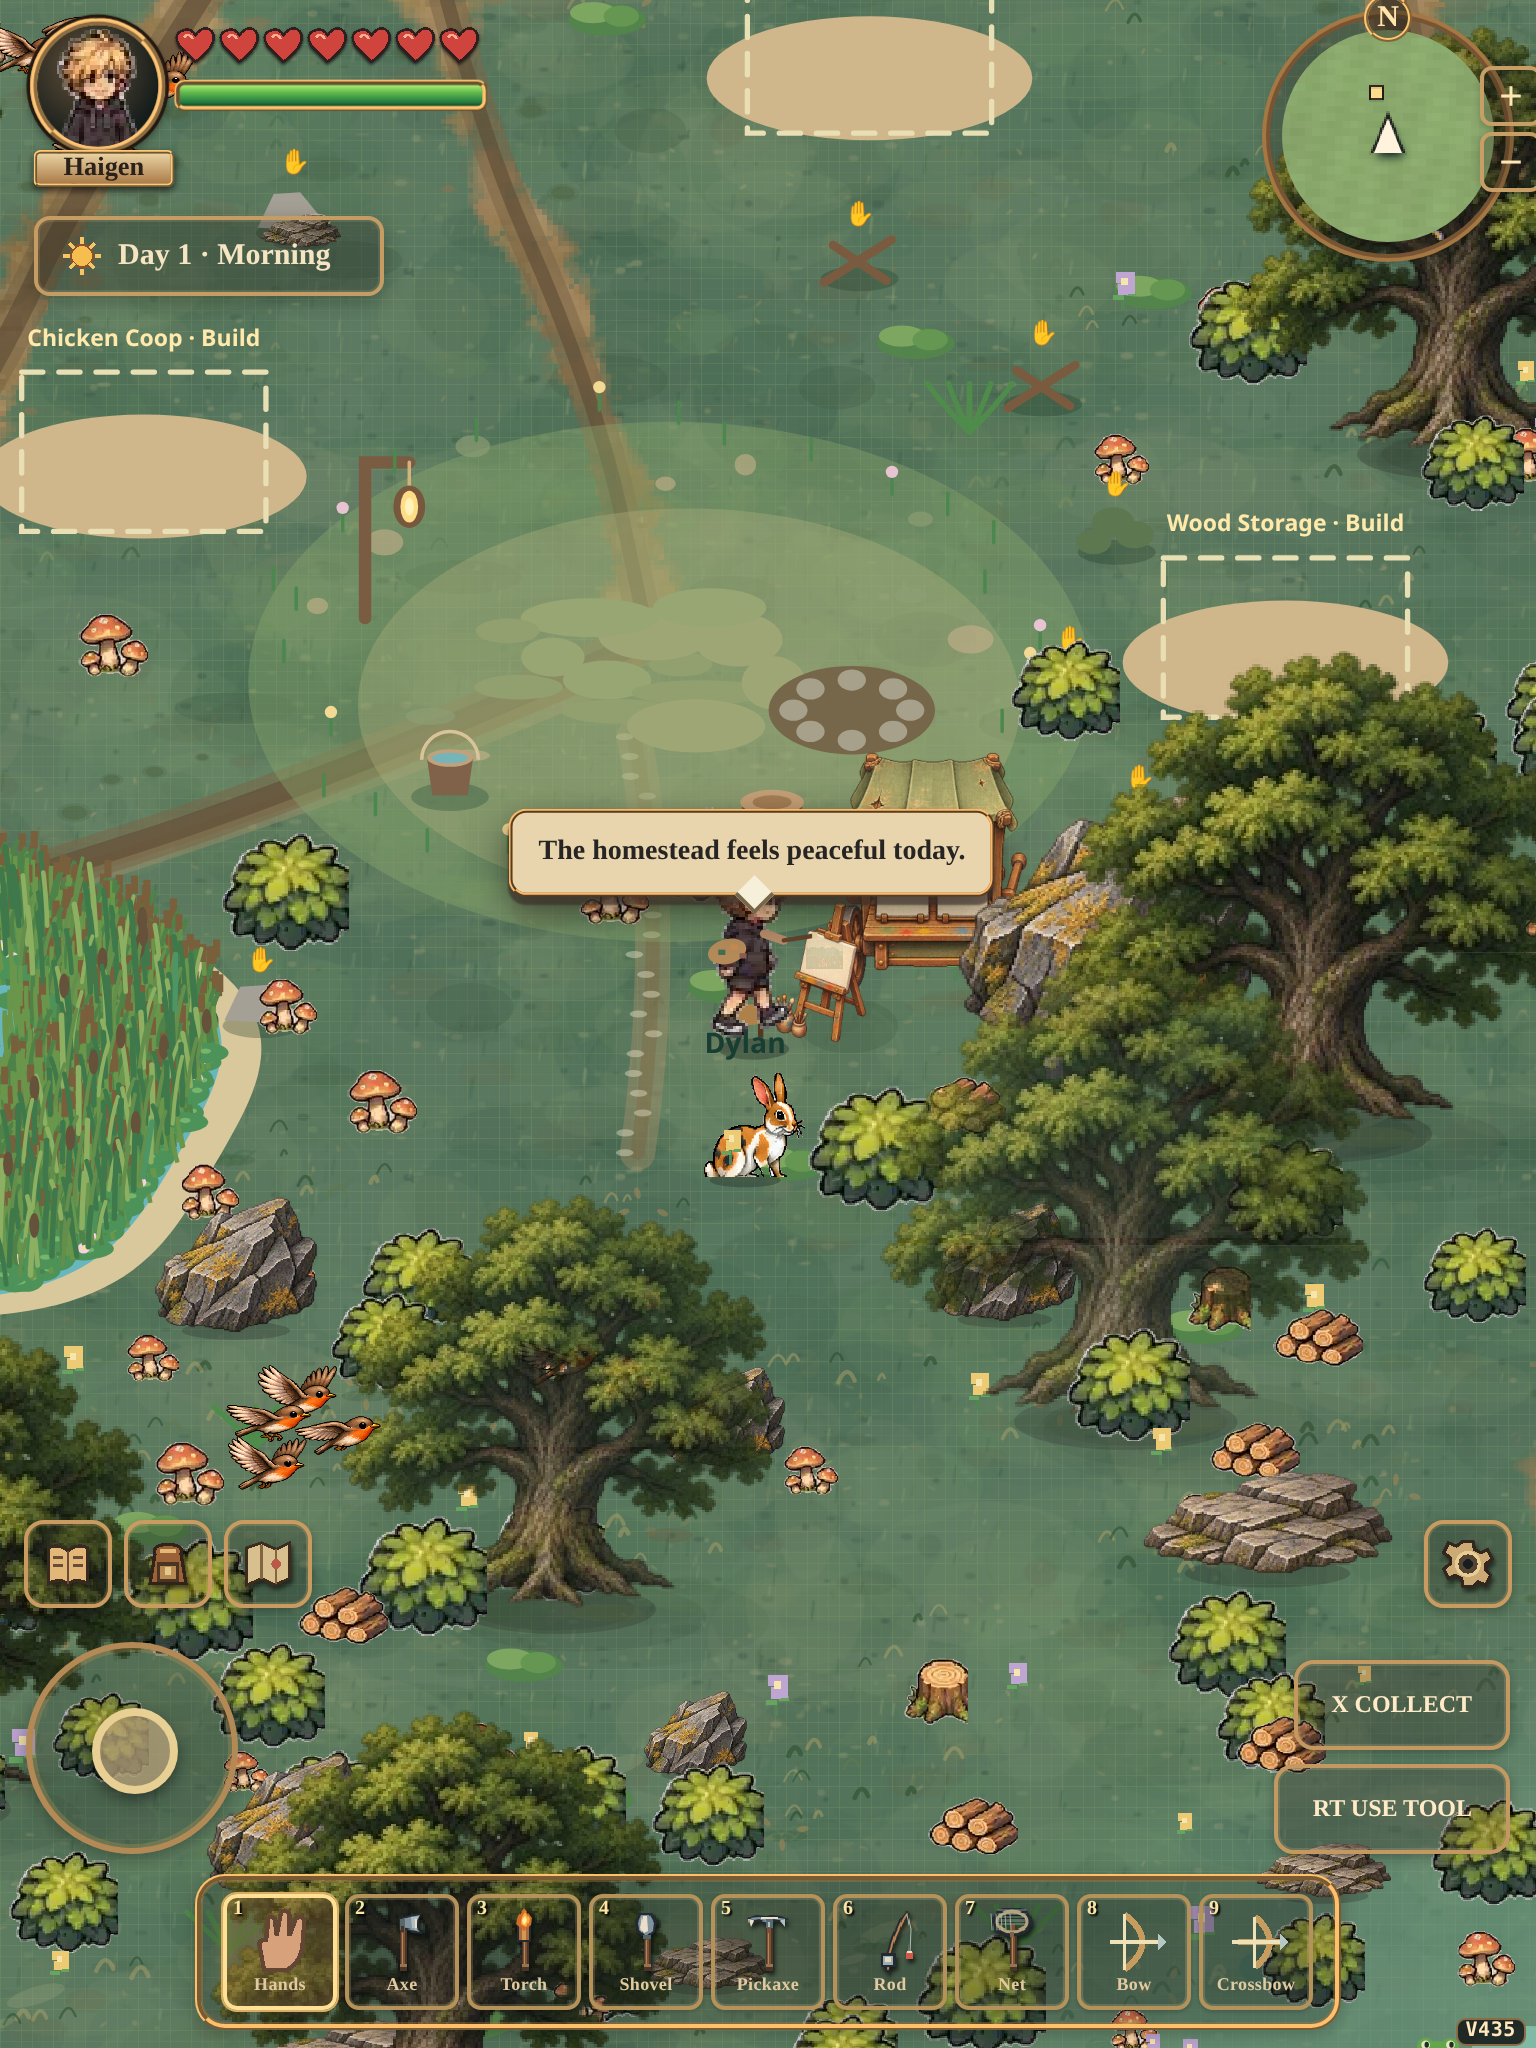 N
+
−
Haigen
Day 1 · Morning
Chicken Coop · Build
Wood Storage · Build
The homestead feels peaceful today.
Dylan
X COLLECT
RT USE TOOL
1
Hands
2
Axe
3
Torch
4
Shovel
5
Pickaxe
6
Rod
7
Net
8
Bow
9
Crossbow
V435